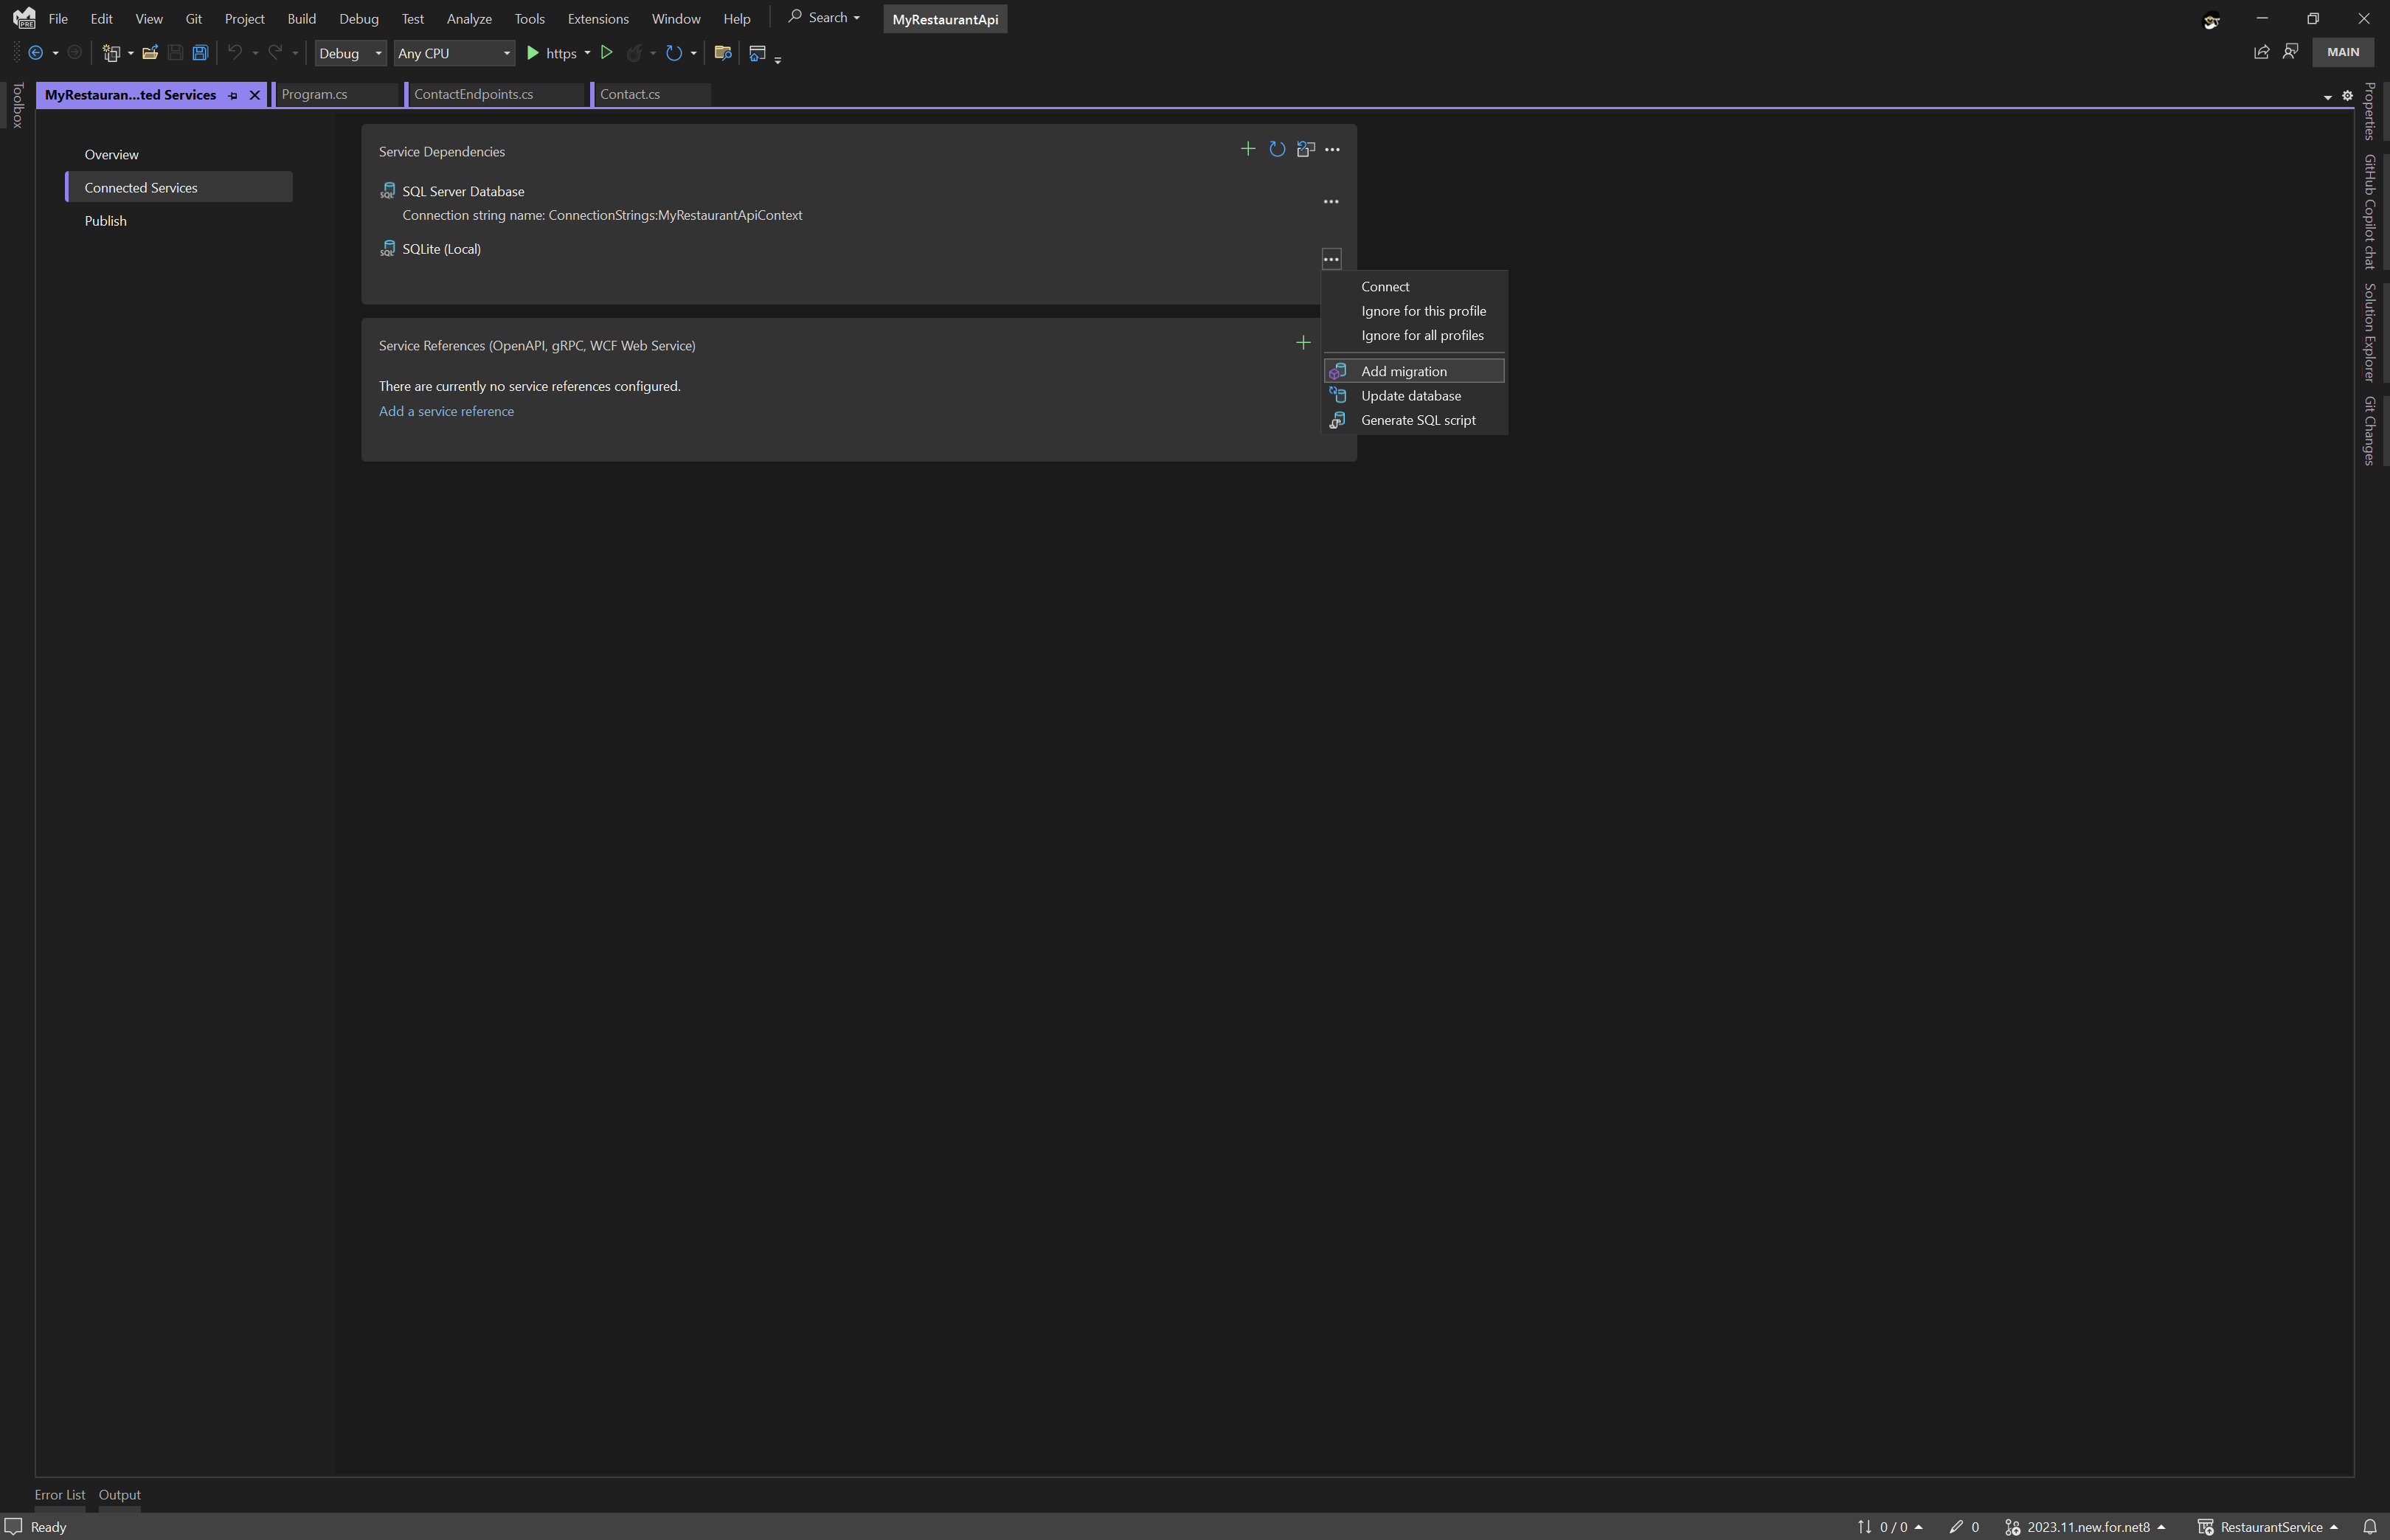 File Edit View Git Project Build Debug Test Analyze Tools Extensions Window Help Search MyRestaurantApi
PRE
Debug Any CPU https MAIN
MyRestauran...ted Services Program.cs ContactEndpoints.cs Contact.cs
Toolbox
Overview
Connected Services
Publish
Service Dependencies
SQL SQL Server Database
Connection string name: ConnectionStrings:MyRestaurantApiContext
SQL SQLite (Local)
Connect
Ignore for this profile
Ignore for all profiles
Add migration
Update database
Generate SQL script
Service References (OpenAPI, gRPC, WCF Web Service)
There are currently no service references configured.
Add a service reference
Properties
GitHub Copilot chat
Solution Explorer
Git Changes
Error List Output
Ready 0 / 0 0 2023.11.new.for.net8 RestaurantService